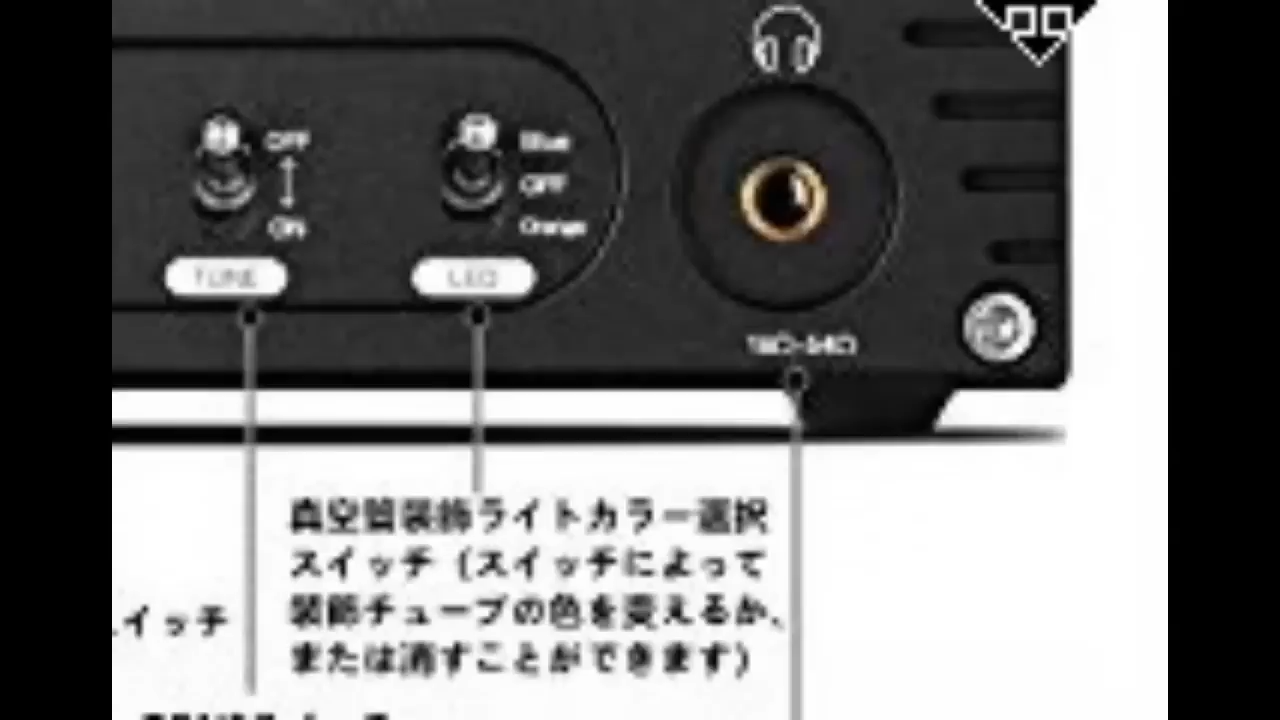 OFF
ON
TUNE
Blue
OFF
Orange
LED
16Ω-64Ω
真空管装飾ライトカラー選択
スイッチ（スイッチによって
装飾チューブの色を変えるか、
または消すことができます）
イッチ